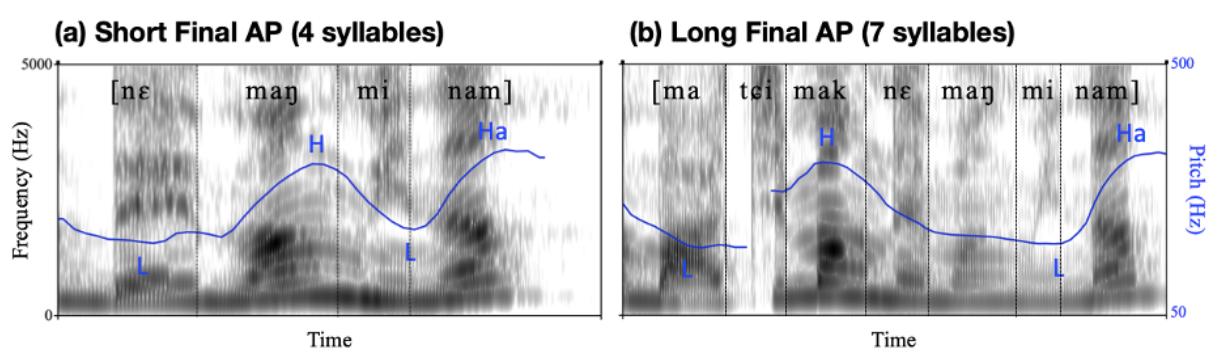 (a) Short Final AP (4 syllables)
5000
[nɛ maŋ mi nam]
H
Ha
L
L
0
Frequency (Hz)
Time
(b) Long Final AP (7 syllables)
500
[ma tɕi mak nɛ maŋ mi nam]
H
Ha
L
L
50
Pitch (Hz)
Time